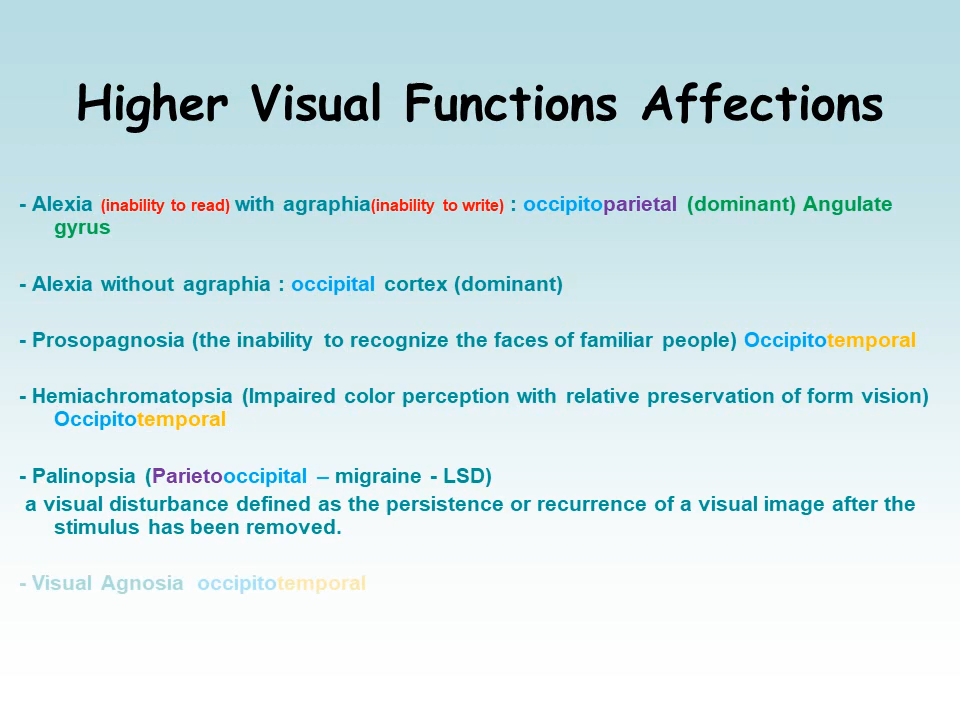 Higher Visual Functions Affections
- Alexia (inability to read) with agraphia(inability to write) : occipitoparietal (dominant) Angulate
gyrus
- Alexia without agraphia : occipital cortex (dominant)
- Prosopagnosia (the inability to recognize the faces of familiar people) Occipitotemporal
- Hemiachromatopsia (Impaired color perception with relative preservation of form vision)
Occipitotemporal
- Palinopsia (Parietooccipital – migraine - LSD)
a visual disturbance defined as the persistence or recurrence of a visual image after the
stimulus has been removed.
- Visual Agnosia occipitotemporal